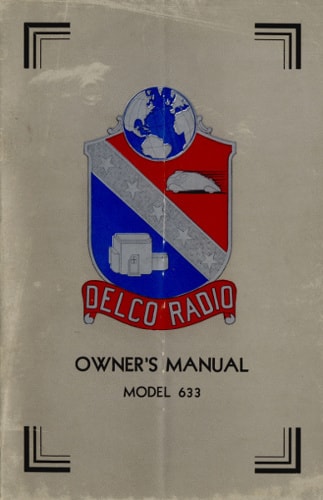 DELCO RADIO
OWNER'S MANUAL
MODEL 633